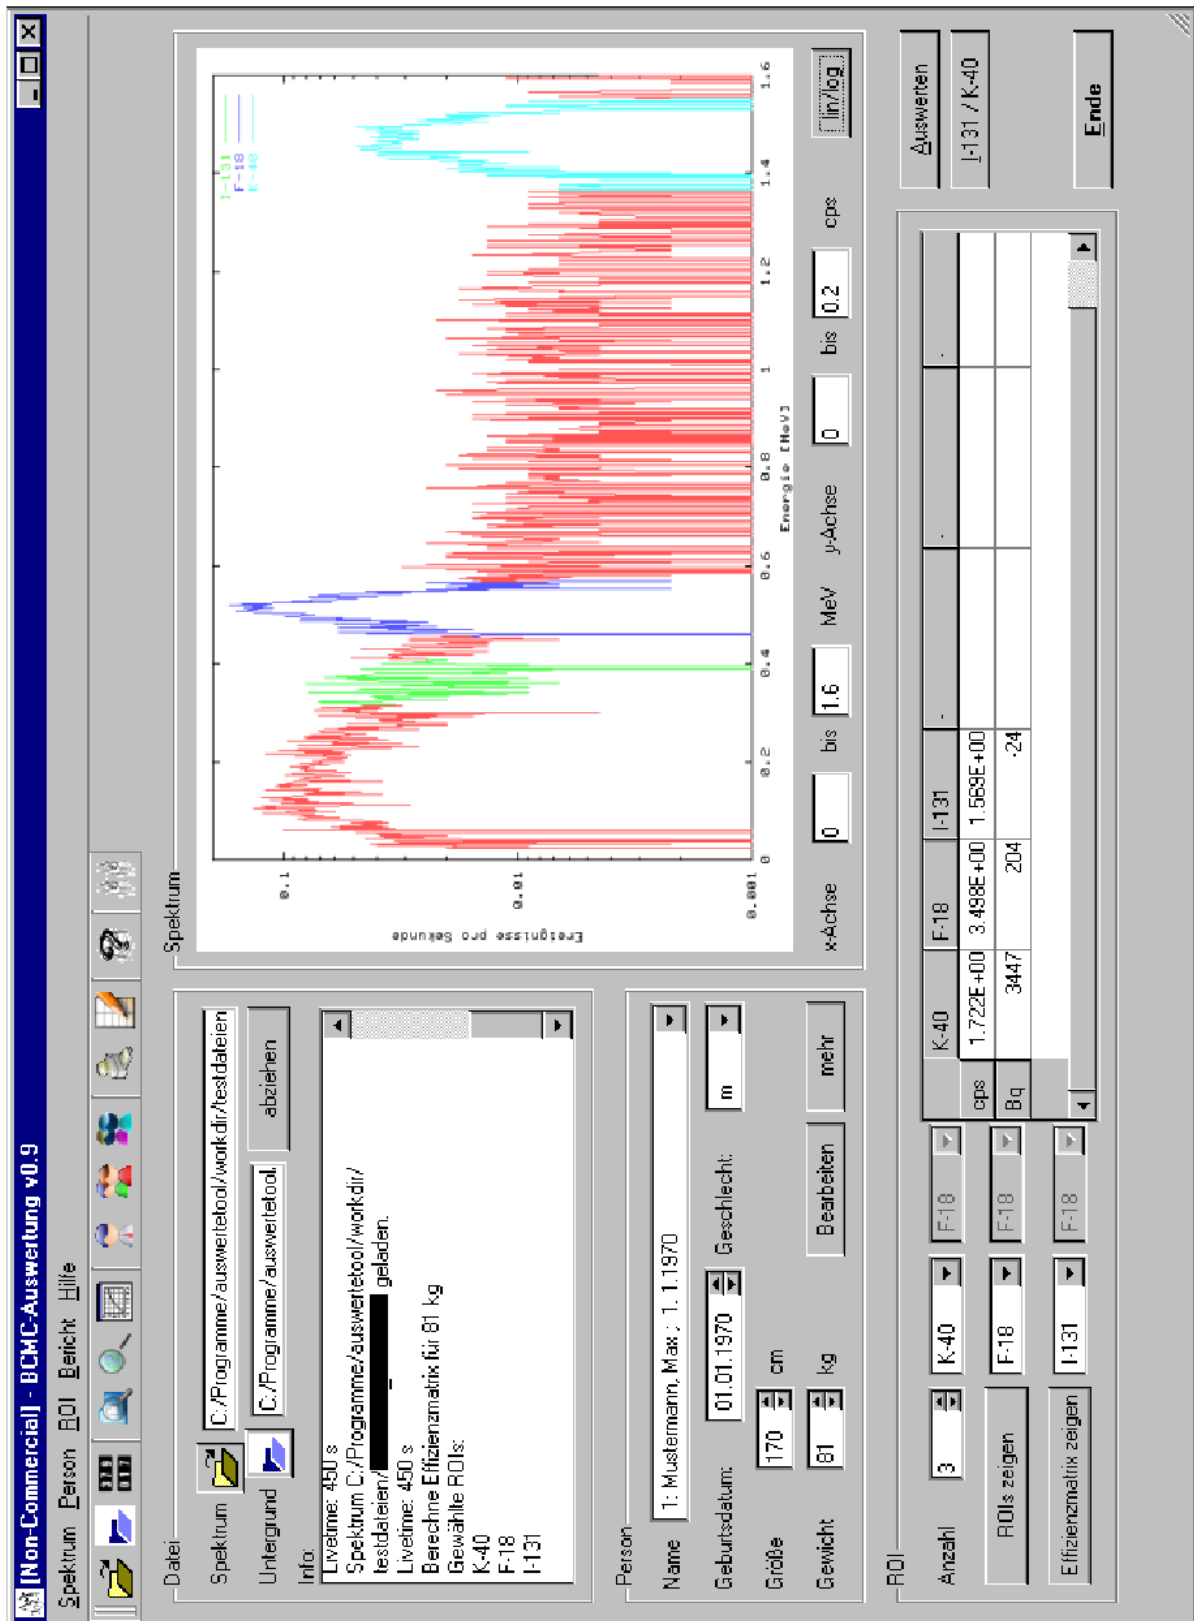 [Non-Commercial] - BCMC-Auswertung v0.9
Spektrum Person ROI Bericht Hilfe
Datei
Spektrum C:/Programme/auswertetool/workdir/testdateien
Untergrund C:/Programme/auswertetool. abziehen
Info:
Livetime: 450 s
Spektrum C:/Programme/auswertetool/workdir/
testdateien/ geladen.
Livetime: 450 s
Berechne Effizienzmatrix für 81 kg
Gewählte ROIs:
K-40
F-18
I-131
Person
Name 1: Mustermann, Max ; 1. 1.1970
Geburtsdatum: 01.01.1970 Geschlecht: m
Größe 170 cm
Gewicht 81 kg Bearbeiten mehr
Spektrum
I-131
F-18
K-40
Ereignisse pro Sekunde
0.1
0.01
0.001
0 0.2 0.4 0.6 0.8 1 1.2 1.4 1.6
Energie [MeV]
x-Achse 0 bis 1.6 MeV y-Achse 0 bis 0.2 cps lin/log
ROI
Anzahl 3 K-40 F-18
ROIs zeigen F-18 F-18
Effizienzmatrix zeigen I-131 F-18
K-40 F-18 I-131 - - -
cps 1.722E+00 3.498E+00 1.569E+00
Bq 3447 204 -24
Auswerten
I-131 / K-40
Ende